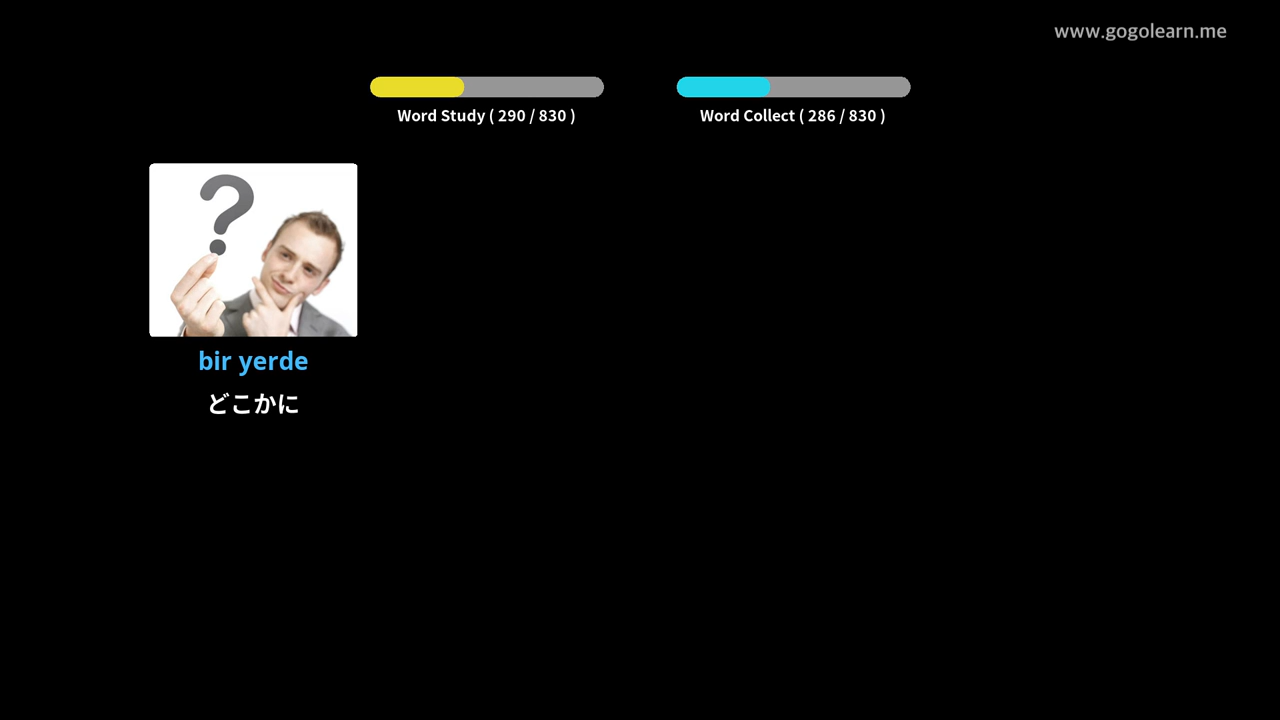 www.gogolearn.me
Word Study ( 290 / 830 )
Word Collect ( 286 / 830 )
?
bir yerde
どこかに